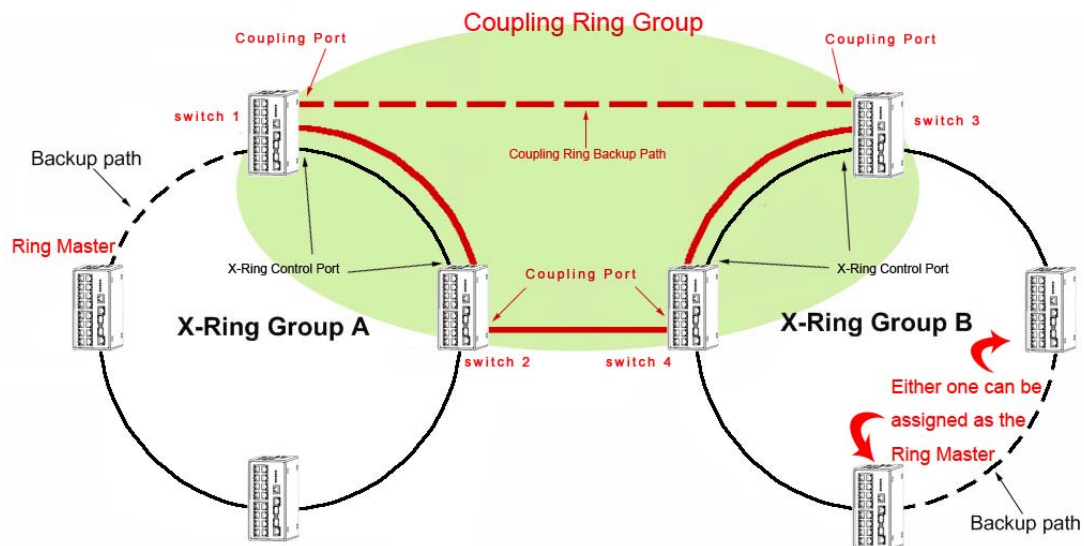 Coupling Ring Group
Coupling Port
Coupling Port
switch 1
switch 3
Coupling Ring Backup Path
Backup path
Ring Master
X-Ring Control Port
Coupling Port
X-Ring Control Port
X-Ring Group A
X-Ring Group B
switch 2
switch 4
Either one can be
assigned as the
Ring Master
Backup path